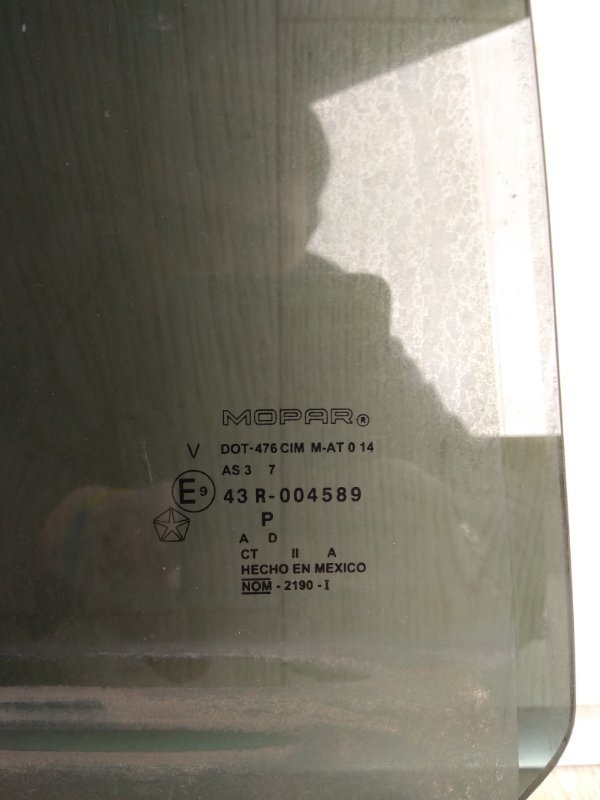 MOPAR®
V DOT-476 CIM M-AT 0 14
AS 3 7
E9 43 R-004589
P
A D
CT II A
HECHO EN MEXICO
NOM - 2190 - I